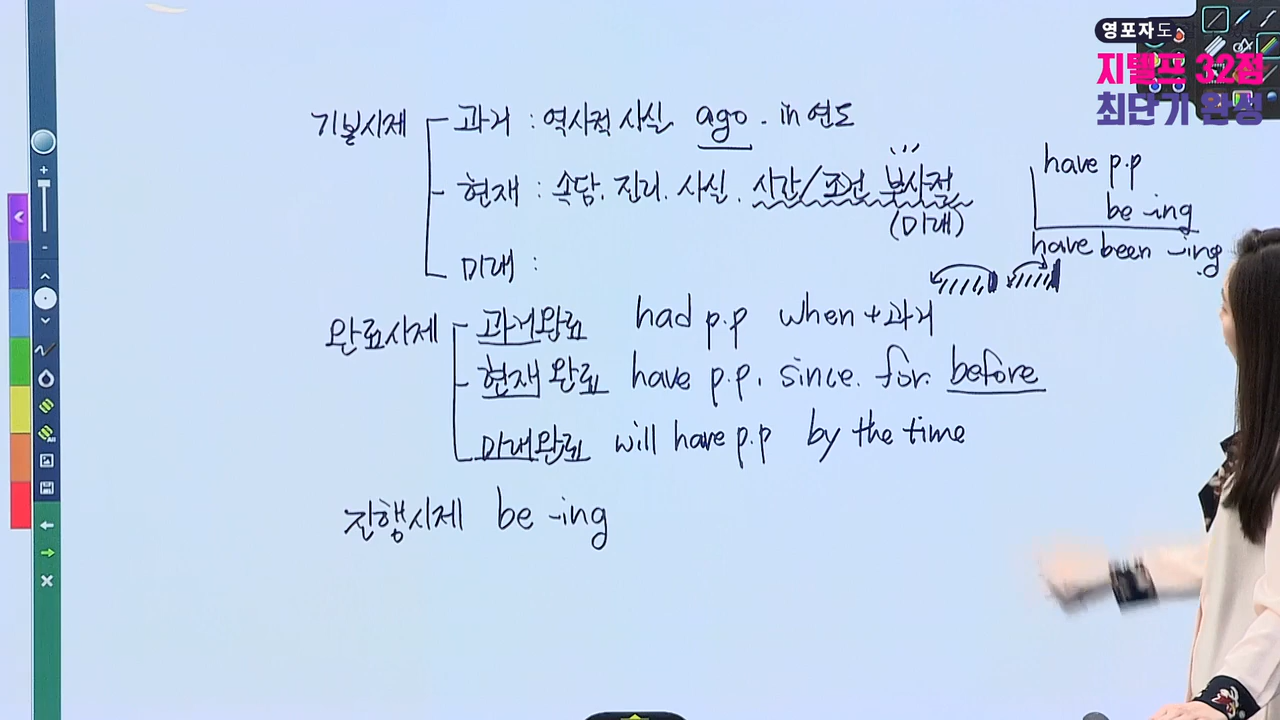 영포자도
지텔프 32점
최단기 완성
기본시제 과거 : 역사적 사실 ago . in 연도
현재 : 속담. 진리. 사실. 시간/조건 부사절
(미래)
미래 :
have p.p
be -ing
have been -ing
완료시제 과거완료 had p.p when + 과거
현재완료 have p.p. since. for. before
미래완료 will have p.p by the time
진행시제 be -ing